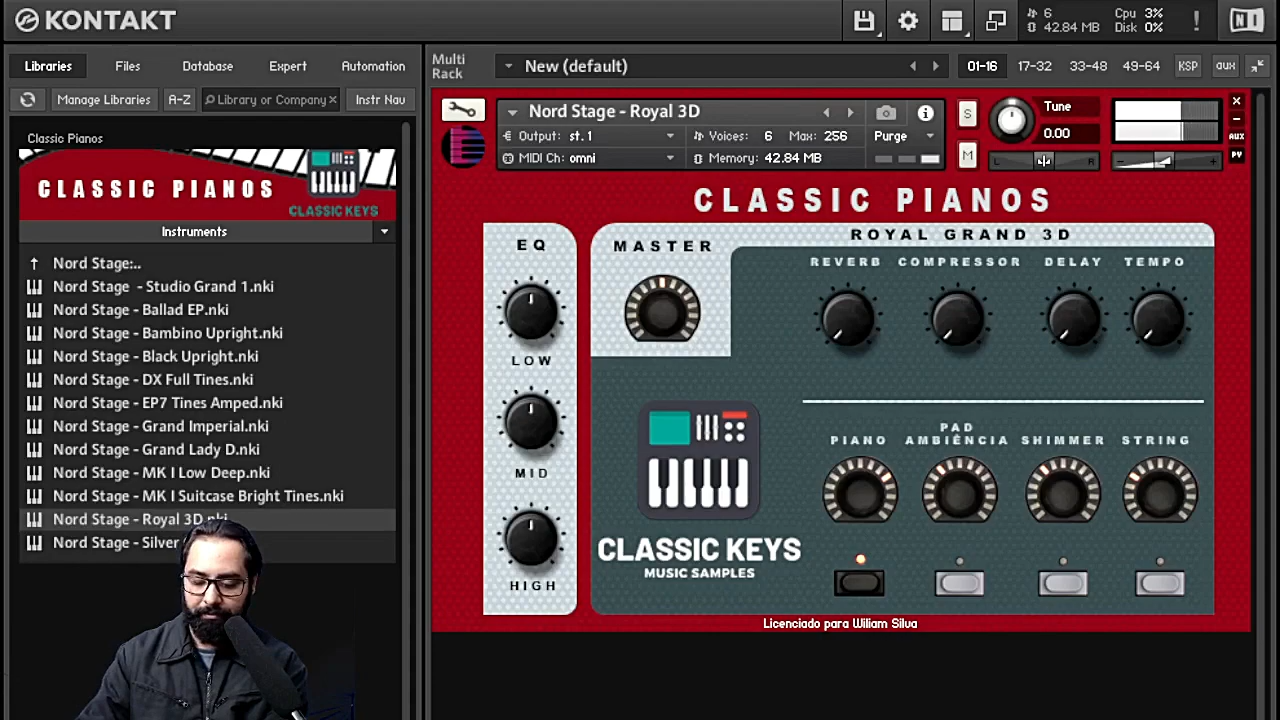 KONTAKT
6
42.84 MB
Cpu 3%
Disk 0%
!
Libraries Files Database Expert Automation
Multi Rack
New (default)
01-16 17-32 33-48 49-64 KSP aux
Manage Libraries A-Z Library or Company × Instr Nav
Classic Pianos
CLASSIC PIANOS
CLASSIC KEYS
Instruments
Nord Stage:..
Nord Stage - Studio Grand 1.nki
Nord Stage - Ballad EP.nki
Nord Stage - Bambino Upright.nki
Nord Stage - Black Upright.nki
Nord Stage - DX Full Tines.nki
Nord Stage - EP7 Tines Amped.nki
Nord Stage - Grand Imperial.nki
Nord Stage - Grand Lady D.nki
Nord Stage - MK I Low Deep.nki
Nord Stage - MK I Suitcase Bright Tines.nki
Nord Stage - Royal 3D.nki
Nord Stage - Silver
Nord Stage - Royal 3D
Output: st.1
Voices: 6 Max: 256
Purge
MIDI Ch: omni
Memory: 42.84 MB
S
M
Tune
0.00
L R
- +
×
-
AUX
PV
CLASSIC PIANOS
EQ
LOW
MID
HIGH
MASTER
ROYAL GRAND 3D
REVERB COMPRESSOR DELAY TEMPO
PIANO PAD AMBIÊNCIA SHIMMER STRING
CLASSIC KEYS
MUSIC SAMPLES
Licenciado para Wiliam Silva